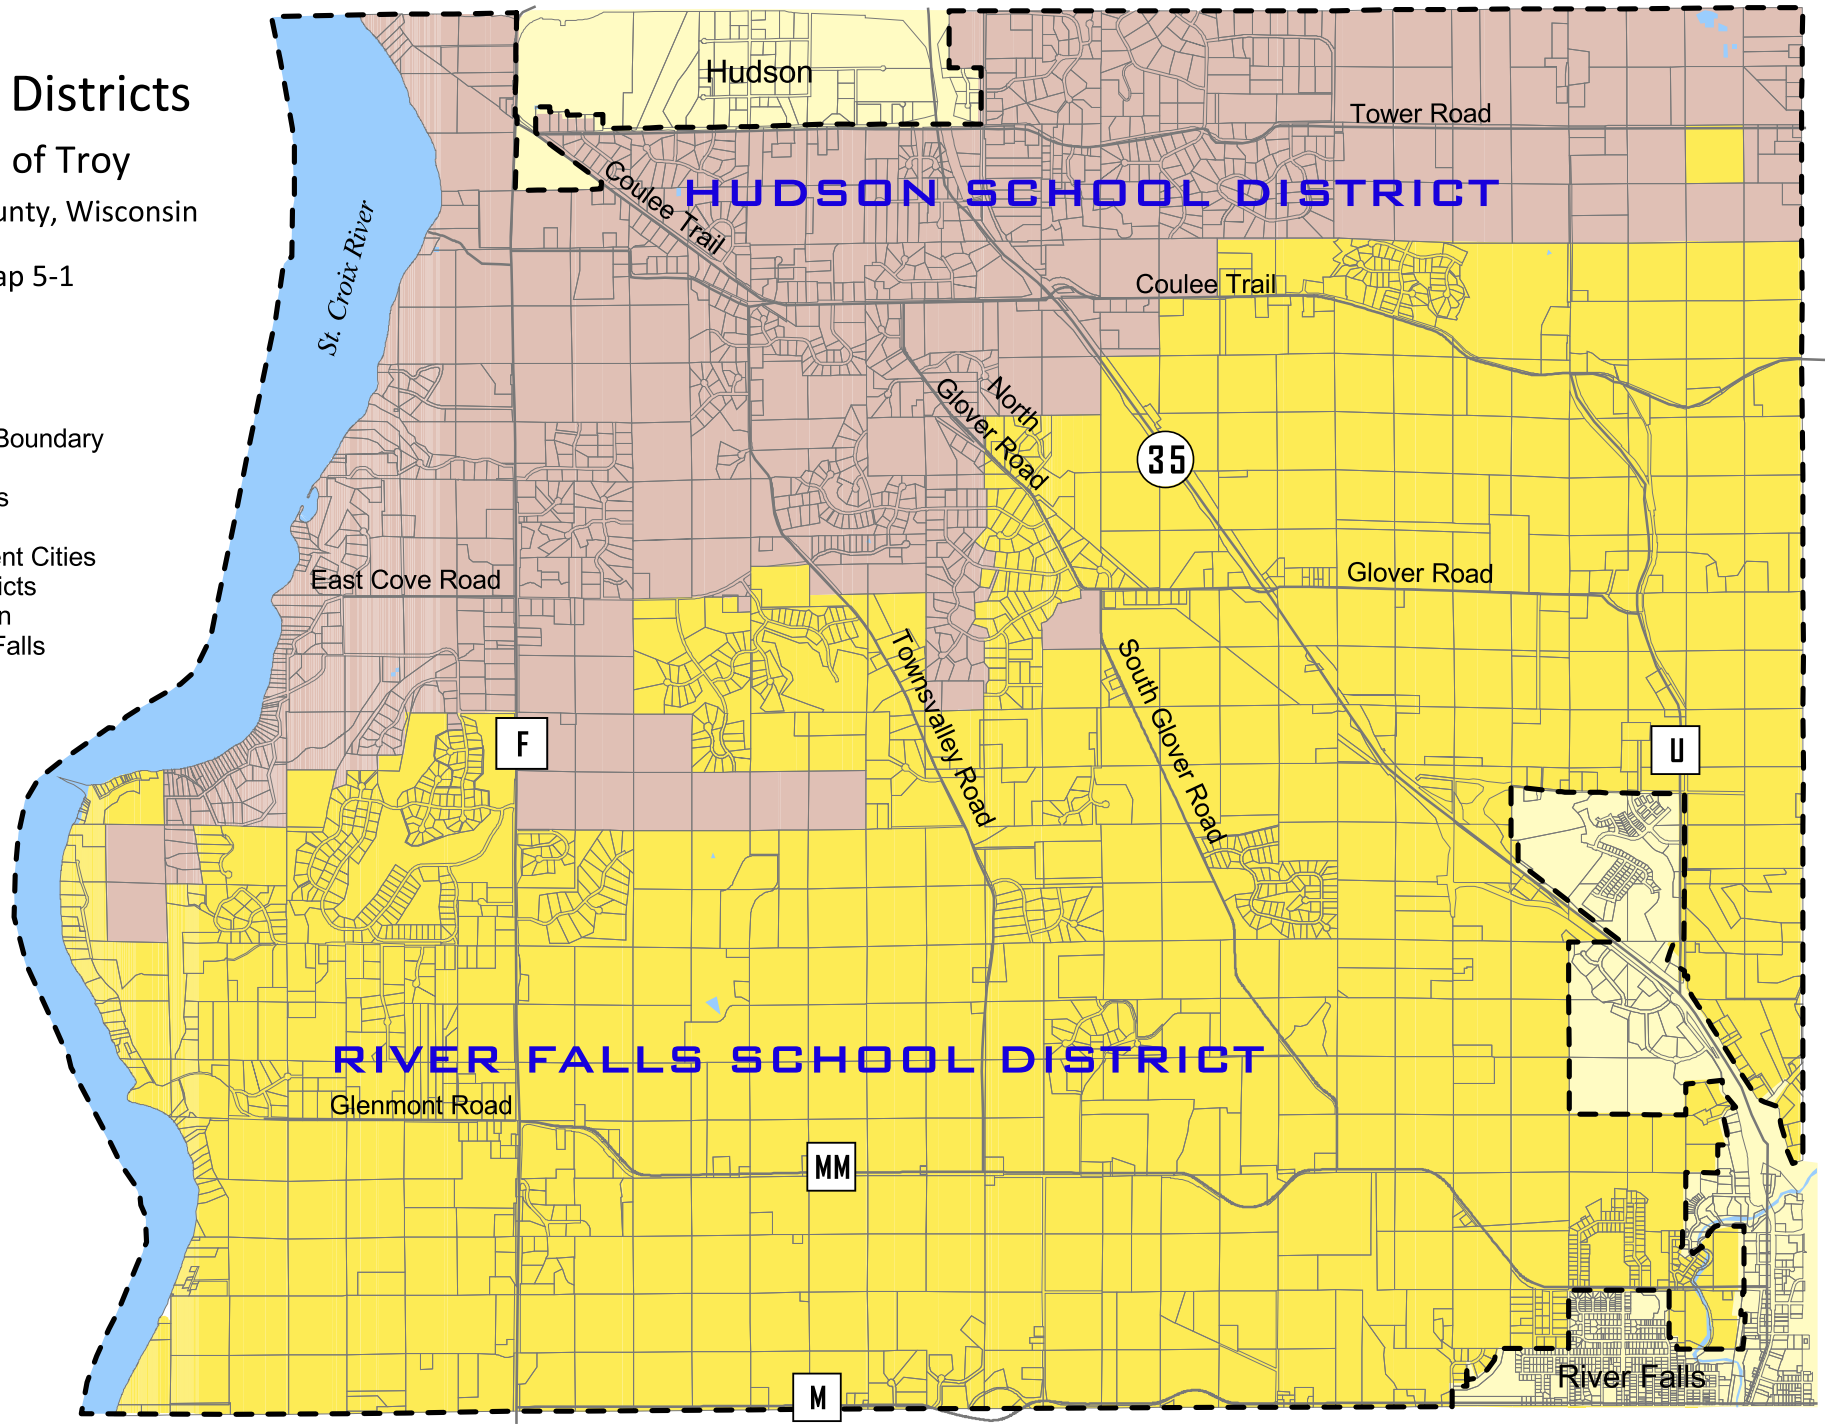 Districts
of Troy
unty, Wisconsin
ap 5-1
Boundary
s
ent Cities
icts
n
Falls
Hudson
Tower Road
HUDSON SCHOOL DISTRICT
Coulee Trail
St. Croix River
Coulee Trail
North
Glover Road
35
East Cove Road
Glover Road
Townsvalley Road
South Glover Road
F
U
RIVER FALLS SCHOOL DISTRICT
Glenmont Road
MM
M
River Falls